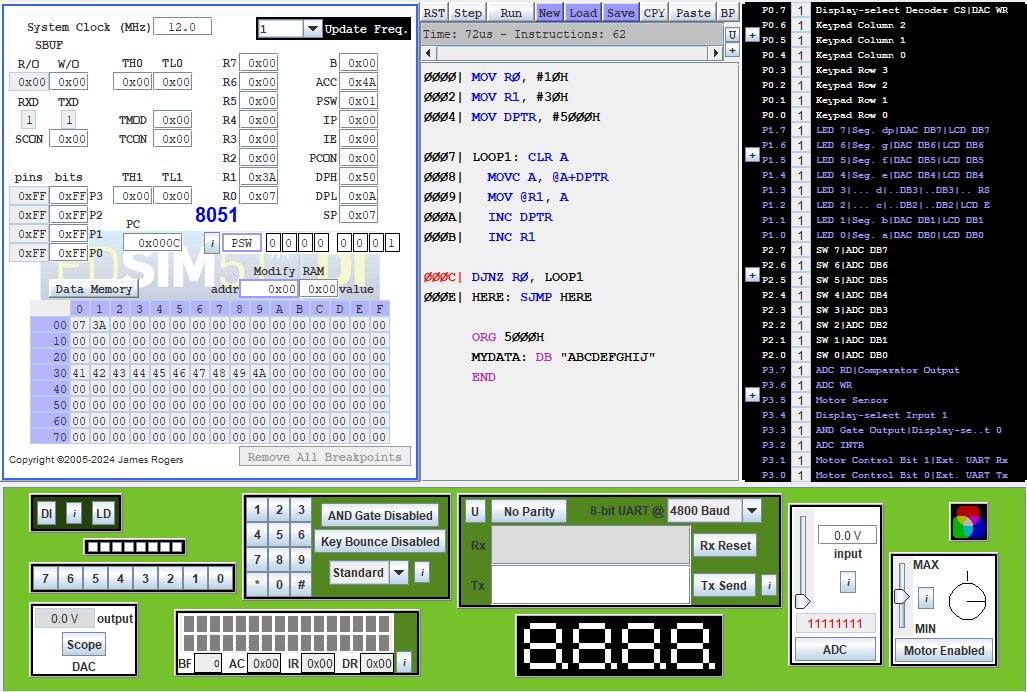 System Clock (MHz) 12.0 1 Update Freq.
SBUF
R/O W/O TH0 TL0 R7 0x00 B 0x00
0x00 0x00 0x00 0x00 R6 0x00 ACC 0x4A
RXD TXD R5 0x00 PSW 0x01
1 1 TMOD 0x00 R4 0x00 IP 0x00
SCON 0x00 TCON 0x00 R3 0x00 IE 0x00
R2 0x00 PCON 0x00
pins bits TH1 TL1 R1 0x3A DPH 0x50
0xFF 0xFF P3 0x00 0x00 R0 0x07 DPL 0x0A
0xFF 0xFF P2 8051 SP 0x07
0xFF 0xFF P1 PC
0xFF 0xFF P0 0x000C i PSW 0 0 0 0 0 0 0 1
Modify RAM
Data Memory addr 0x00 0x00 value
0 1 2 3 4 5 6 7 8 9 A B C D E F
00 07 3A 00 00 00 00 00 00 00 00 00 00 00 00 00 00
10 00 00 00 00 00 00 00 00 00 00 00 00 00 00 00 00
20 00 00 00 00 00 00 00 00 00 00 00 00 00 00 00 00
30 41 42 43 44 45 46 47 48 49 4A 00 00 00 00 00 00
40 00 00 00 00 00 00 00 00 00 00 00 00 00 00 00 00
50 00 00 00 00 00 00 00 00 00 00 00 00 00 00 00 00
60 00 00 00 00 00 00 00 00 00 00 00 00 00 00 00 00
70 00 00 00 00 00 00 00 00 00 00 00 00 00 00 00 00
Copyright ©2005-2024 James Rogers Remove All Breakpoints
RST Step Run New Load Save CPY Paste BP
Time: 72us - Instructions: 62 U
+
0000| MOV R0, #10H
0002| MOV R1, #30H
0004| MOV DPTR, #5000H
0007| LOOP1: CLR A
0008| MOVC A, @A+DPTR
0009| MOV @R1, A
000A| INC DPTR
000B| INC R1
000C| DJNZ R0, LOOP1
000E| HERE: SJMP HERE
ORG 5000H
MYDATA: DB "ABCDEFGHIJ"
END
P0.7 1 Display-select Decoder CS|DAC WR
P0.6 1 Keypad Column 2
P0.5 1 Keypad Column 1
P0.4 1 Keypad Column 0
P0.3 1 Keypad Row 3
P0.2 1 Keypad Row 2
P0.1 1 Keypad Row 1
P0.0 1 Keypad Row 0
P1.7 1 LED 7|Seg. dp|DAC DB7|LCD DB7
P1.6 1 LED 6|Seg. g|DAC DB6|LCD DB6
P1.5 1 LED 5|Seg. f|DAC DB5|LCD DB5
P1.4 1 LED 4|Seg. e|DAC DB4|LCD DB4
P1.3 1 LED 3|... d|..DB3|..DB3|.. RS
P1.2 1 LED 2|... c|..DB2|..DB2|LCD E
P1.1 1 LED 1|Seg. b|DAC DB1|LCD DB1
P1.0 1 LED 0|Seg. a|DAC DB0|LCD DB0
P2.7 1 SW 7|ADC DB7
P2.6 1 SW 6|ADC DB6
P2.5 1 SW 5|ADC DB5
P2.4 1 SW 4|ADC DB4
P2.3 1 SW 3|ADC DB3
P2.2 1 SW 2|ADC DB2
P2.1 1 SW 1|ADC DB1
P2.0 1 SW 0|ADC DB0
P3.7 1 ADC RD|Comparator Output
P3.6 1 ADC WR
P3.5 1 Motor Sensor
P3.4 1 Display-select Input 1
P3.3 1 AND Gate Output|Display-se..t 0
P3.2 1 ADC INTR
P3.1 1 Motor Control Bit 1|Ext. UART Rx
P3.0 1 Motor Control Bit 0|Ext. UART Tx
DI i LD
7 6 5 4 3 2 1 0
0.0 V output
Scope
DAC
1 2 3 AND Gate Disabled
4 5 6 Key Bounce Disabled
7 8 9 Standard i
* 0 #
BF 0 AC 0x00 IR 0x00 DR 0x00 i
U No Parity 8-bit UART @ 4800 Baud
Rx Rx Reset
Tx Tx Send i
8.8.8.8.
0.0 V
input
i
11111111
ADC
MAX
i
MIN
Motor Enabled